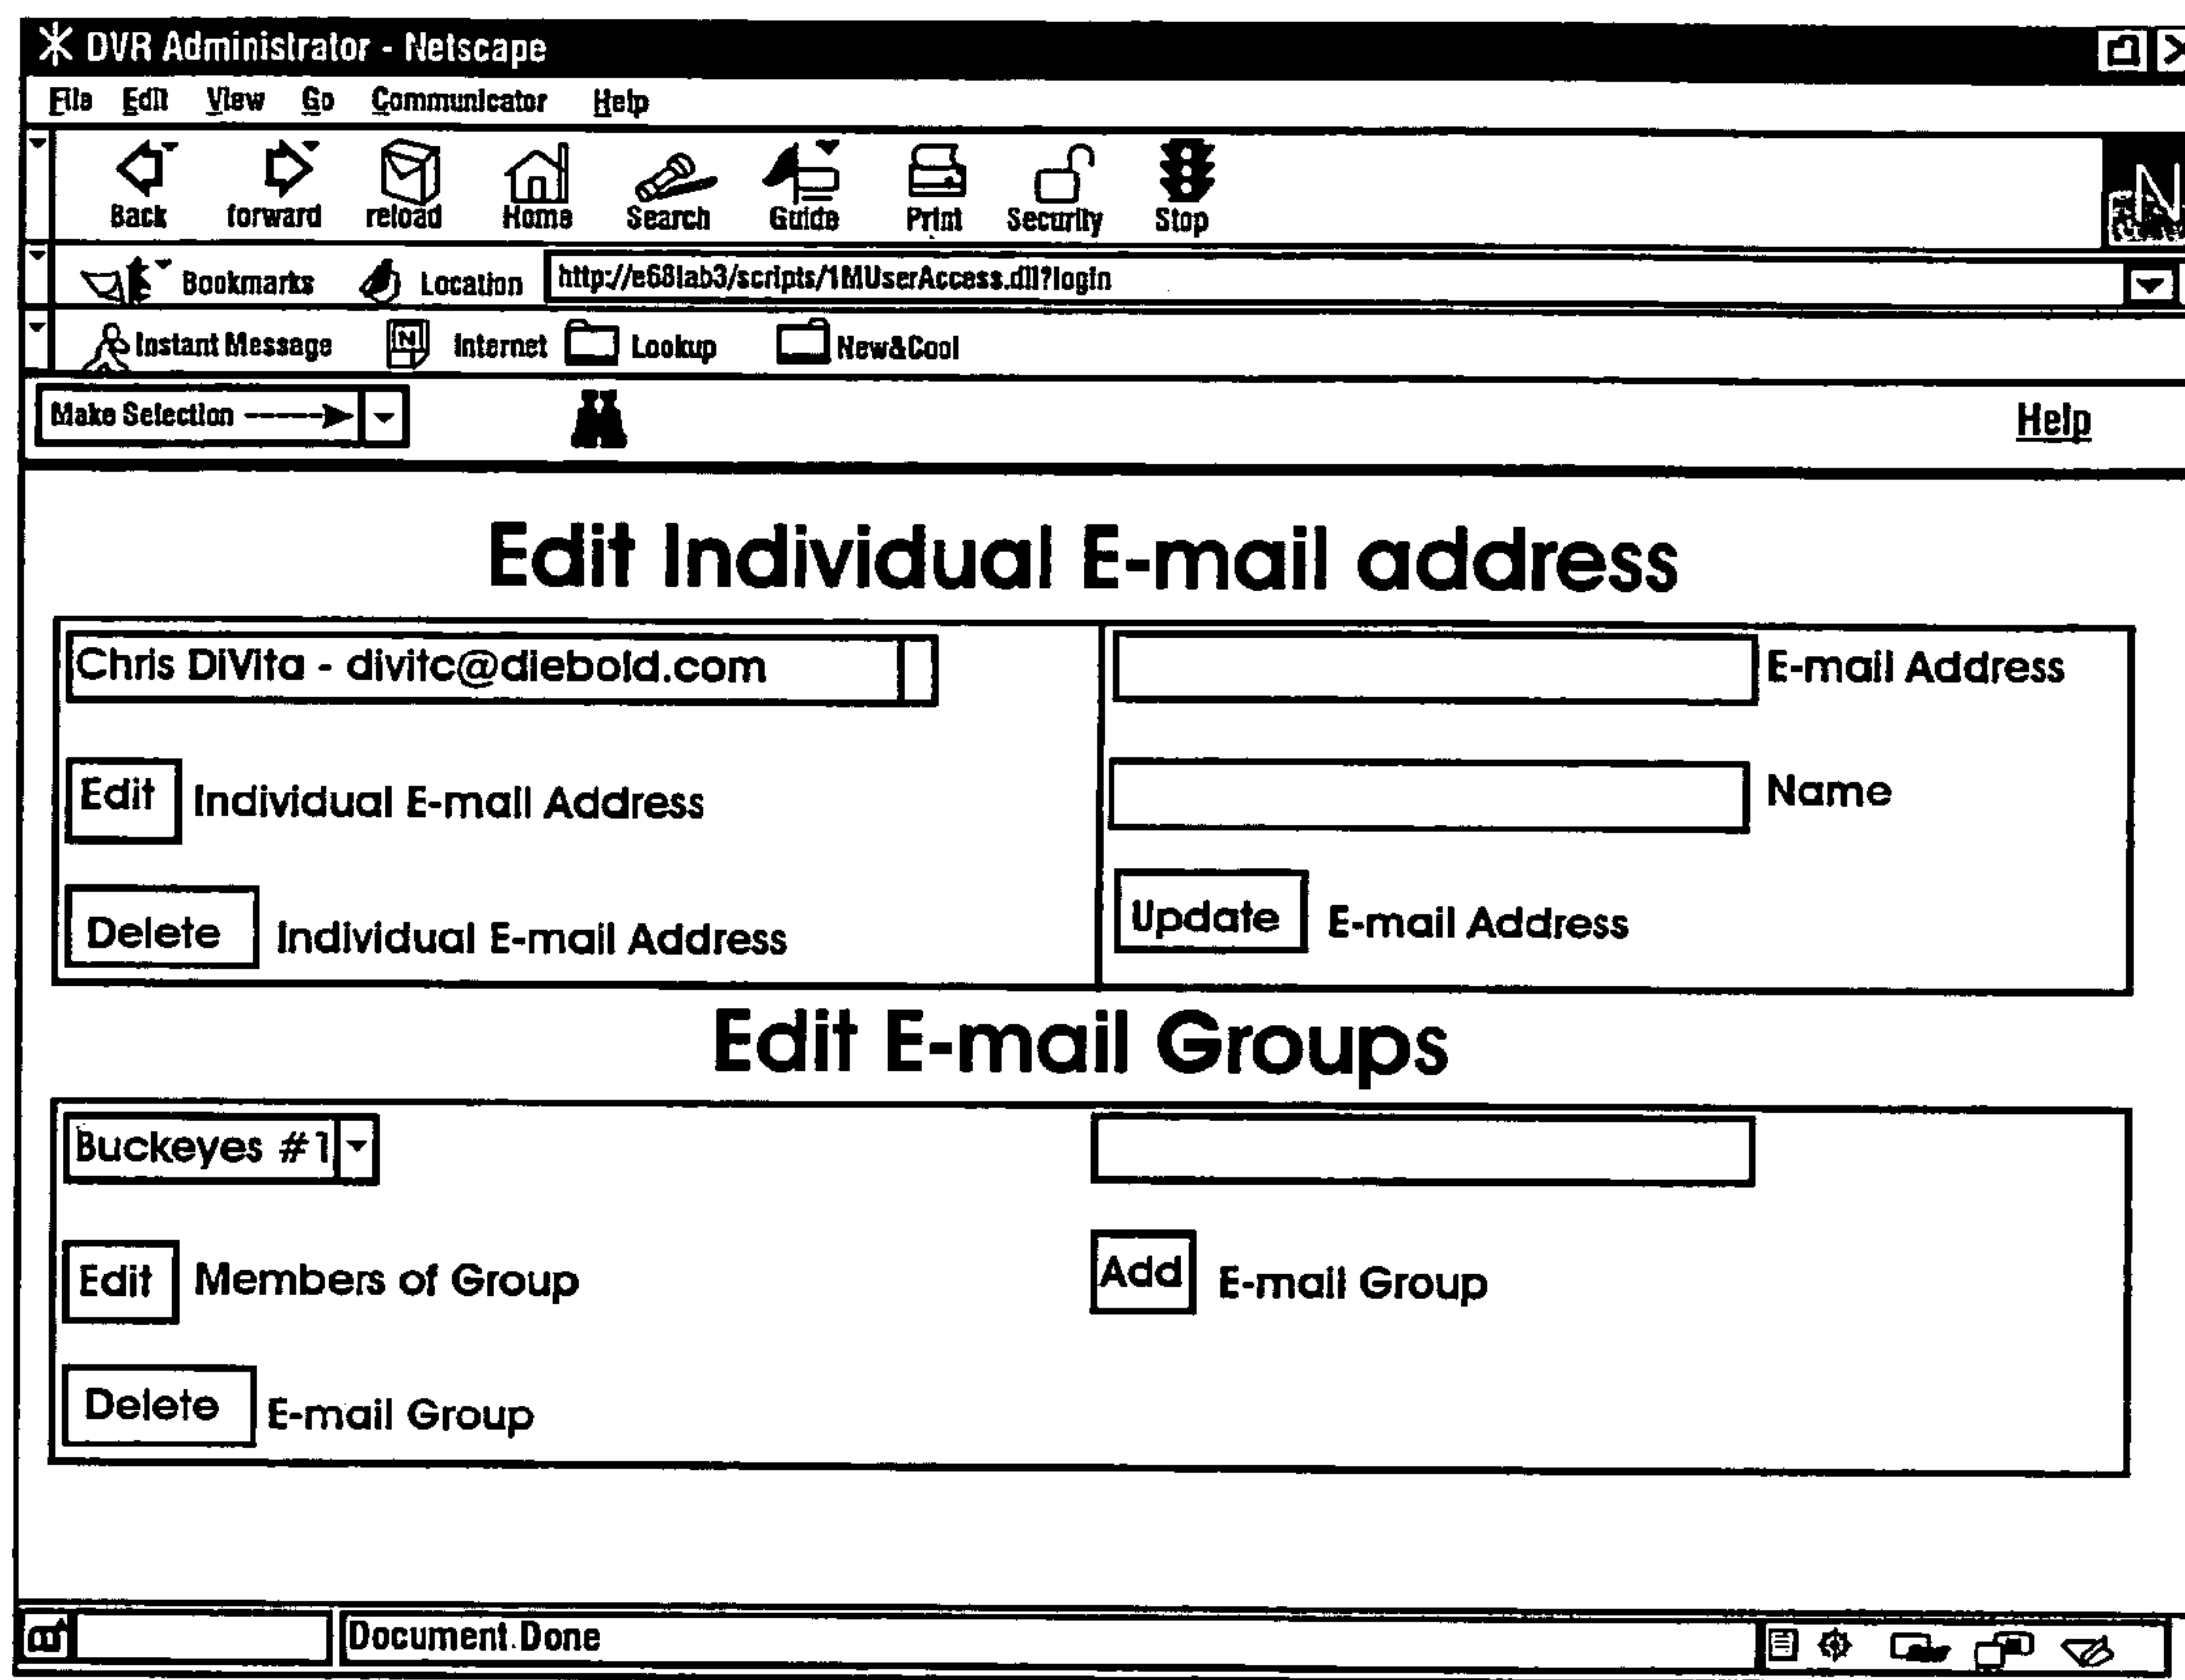 DVR Administrator - Netscape
File Edit View Go Communicator Help
Back forward reload Home Search Guide Print Security Stop
N
Bookmarks Location http://e681ab3/scripts/1MUserAccess.dll?login
Instant Message N Internet Lookup New&Cool
Make Selection Help
Edit Individual E-mail address
Chris DiVita - divitc@diebold.com E-mail Address
Edit Individual E-mail Address Name
Delete Individual E-mail Address Update E-mail Address
Edit E-mail Groups
Buckeyes #1
Edit Members of Group Add E-mail Group
Delete E-mail Group
Document Done